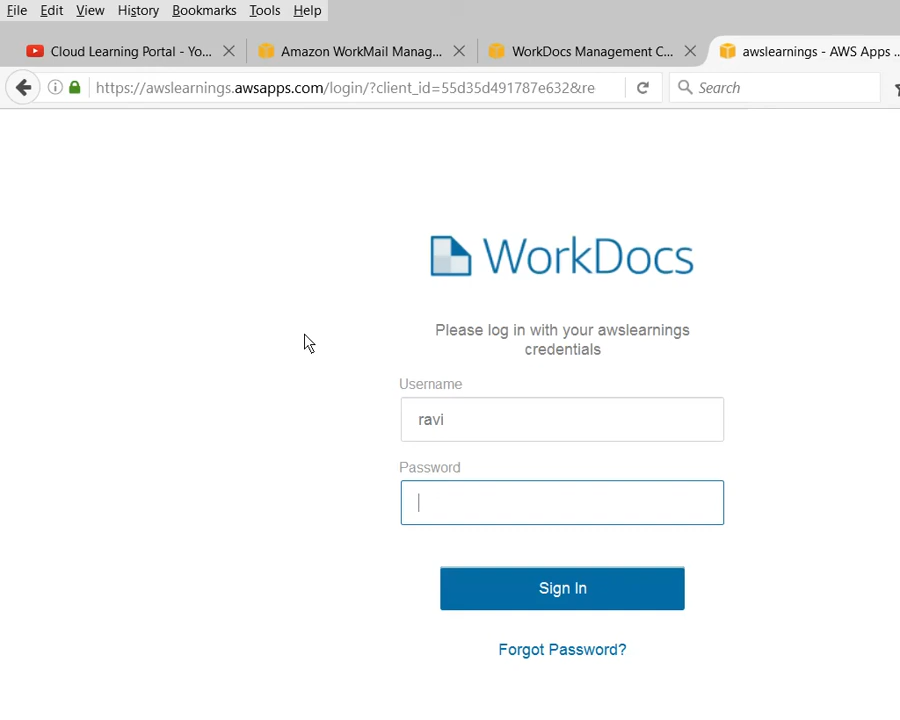 File Edit View History Bookmarks Tools Help
Cloud Learning Portal - Yo... Amazon WorkMail Manag... WorkDocs Management C... awslearnings - AWS Apps ...
https://awslearnings.awsapps.com/login/?client_id=55d35d491787e632&re Search
WorkDocs
Please log in with your awslearnings
credentials
Username
ravi
Password
Sign In
Forgot Password?